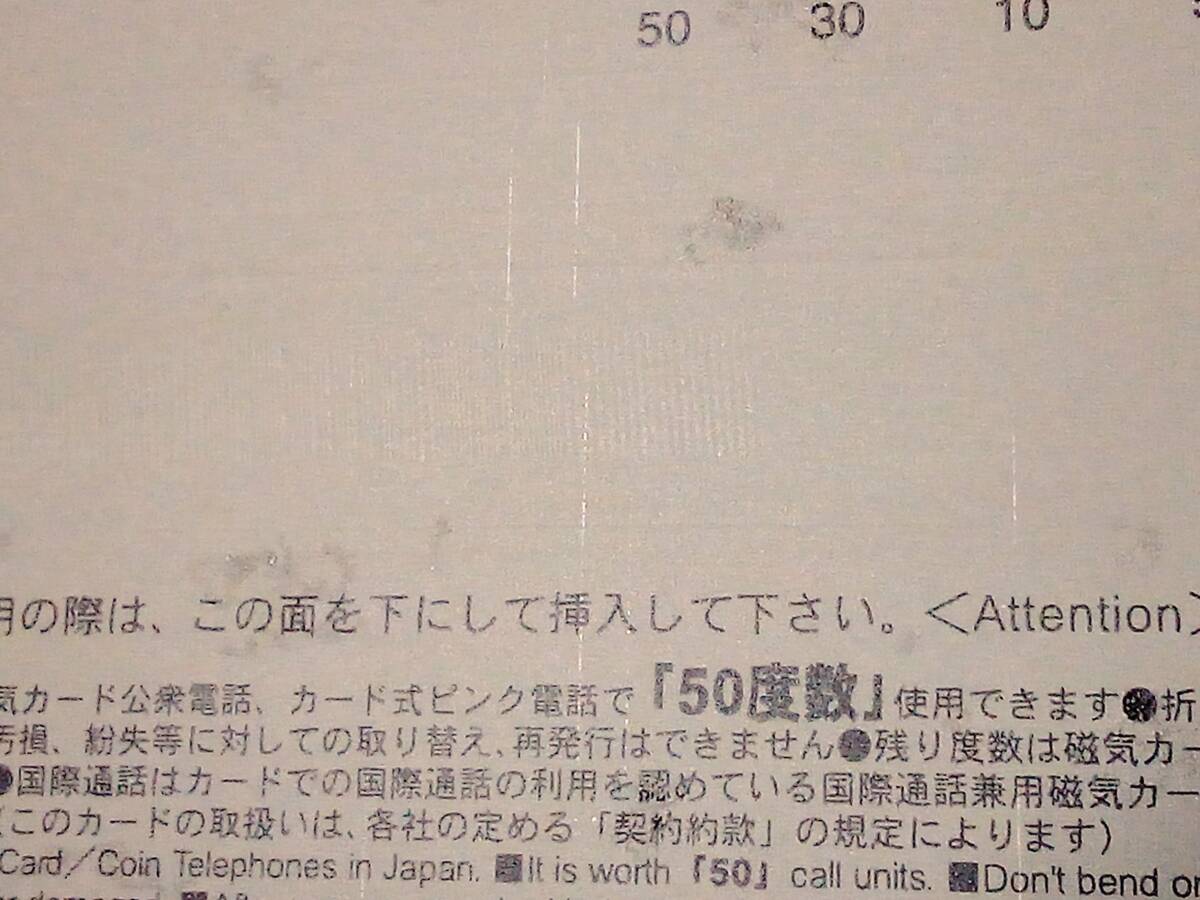 50 30 10
用の際は、この面を下にして挿入して下さい。<Attention>
気カード公衆電話、カード式ピンク電話で「50度数」使用できます●折
汚損、紛失等に対しての取り替え、再発行はできません●残り度数は磁気カー
●国際通話はカードでの国際通話の利用を認めている国際通話兼用磁気カー
(このカードの取扱いは、各社の定める「契約約款」の規定によります)
Card/Coin Telephones in Japan. ■It is worth「50」call units. ■Don't bend or